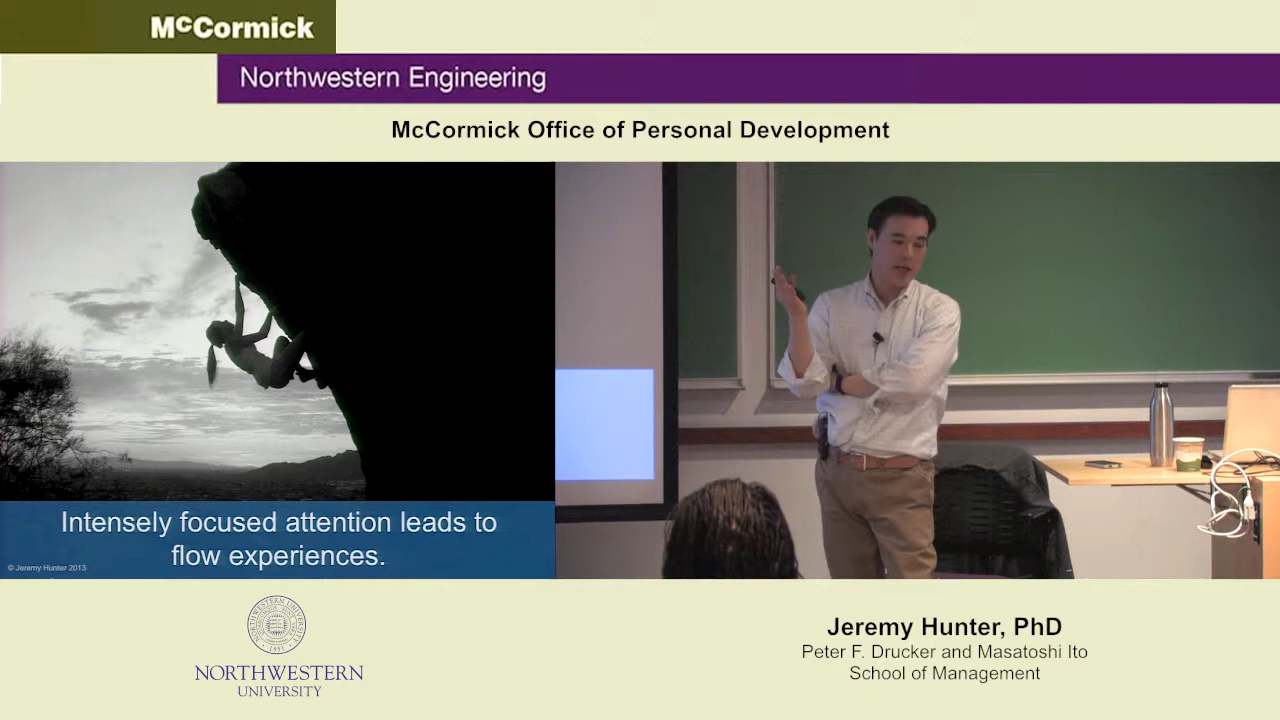 McCormick
Northwestern Engineering
McCormick Office of Personal Development
Intensely focused attention leads to
flow experiences.
© Jeremy Hunter 2013
1851
NORTHWESTERN
UNIVERSITY
Jeremy Hunter, PhD
Peter F. Drucker and Masatoshi Ito
School of Management